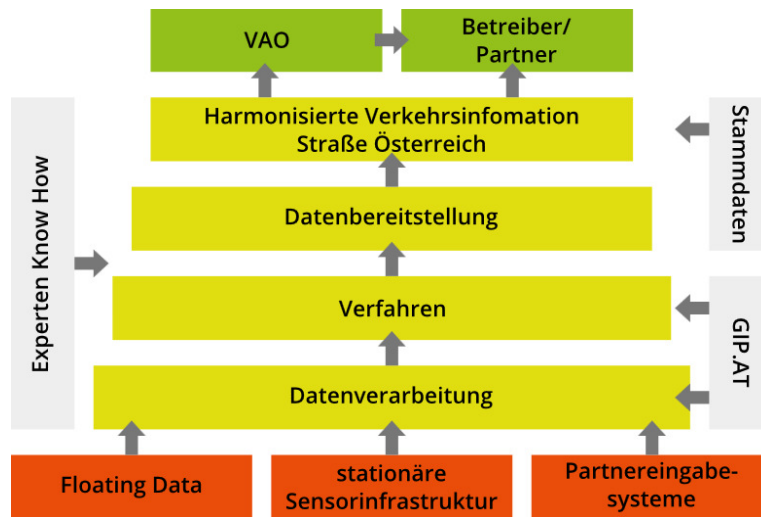 VAO
Betreiber/
Partner
Harmonisierte Verkehrsinfomation
Straße Österreich
Stammdaten
Datenbereitstellung
Experten Know How
Verfahren
GIP.AT
Datenverarbeitung
Floating Data
stationäre
Sensorinfrastruktur
Partnereingabe-
systeme